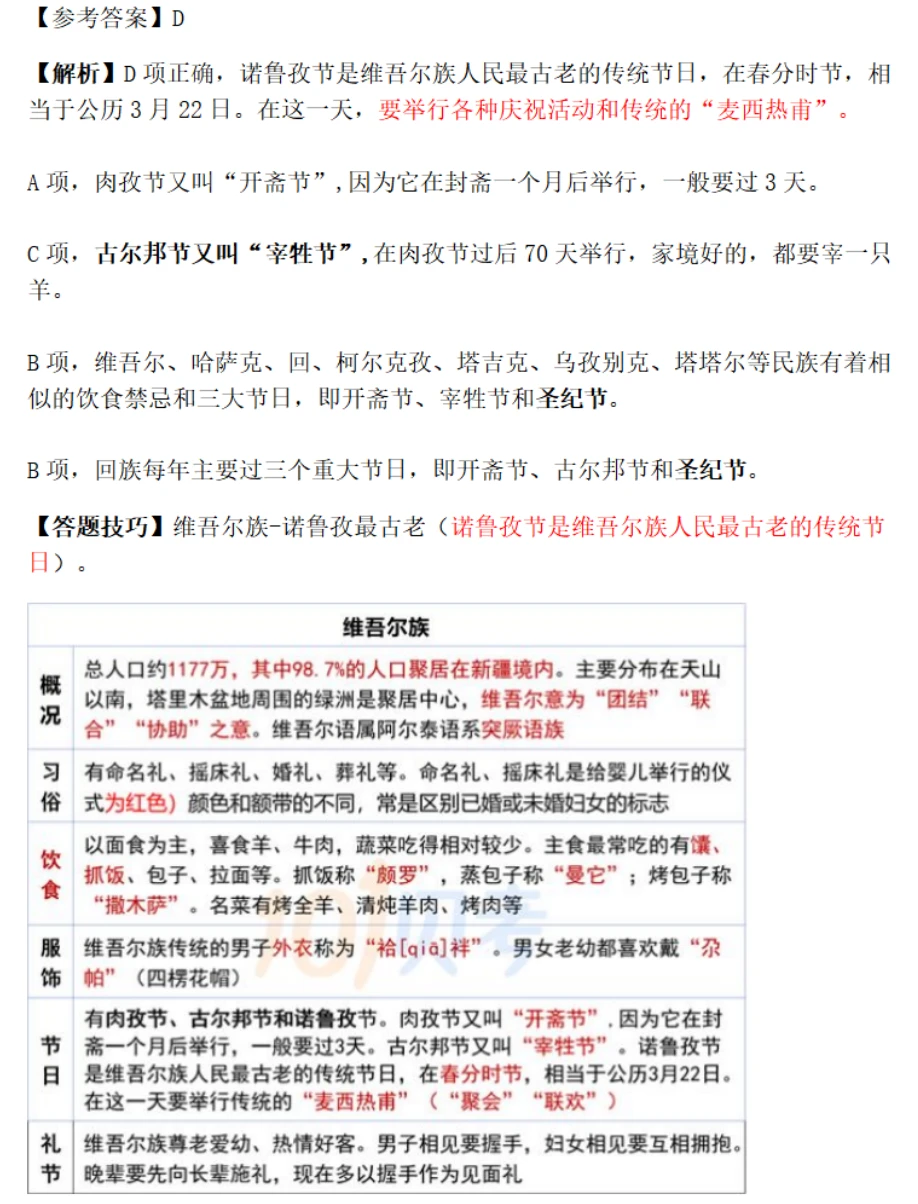 【参考答案】D
【解析】D 项正确，诺鲁孜节是维吾尔族人民最古老的传统节日，在春分时节，相
当于公历 3 月 22 日。在这一天，要举行各种庆祝活动和传统的“麦西热甫”。
A 项，肉孜节又叫“开斋节”,因为它在封斋一个月后举行，一般要过 3 天。
C 项，古尔邦节又叫“宰牲节”,在肉孜节过后 70 天举行，家境好的，都要宰一只
羊。
B 项，维吾尔、哈萨克、回、柯尔克孜、塔吉克、乌孜别克、塔塔尔等民族有着相
似的饮食禁忌和三大节日，即开斋节、宰牲节和圣纪节。
B 项，回族每年主要过三个重大节日，即开斋节、古尔邦节和圣纪节。
【答题技巧】维吾尔族-诺鲁孜最古老（诺鲁孜节是维吾尔族人民最古老的传统节
日）。
维吾尔族
概况
总人口约1177万，其中98.7%的人口聚居在新疆境内。主要分布在天山
以南，塔里木盆地周围的绿洲是聚居中心，维吾尔意为“团结”“联
合”“协助”之意。维吾尔语属阿尔泰语系突厥语族
习俗
有命名礼、摇床礼、婚礼、葬礼等。命名礼、摇床礼是给婴儿举行的仪
式为红色）颜色和额带的不同，常是区别已婚或未婚妇女的标志
饮食
以面食为主，喜食羊、牛肉，蔬菜吃得相对较少。主食最常吃的有馕、
抓饭、包子、拉面等。抓饭称“颇罗”，蒸包子称“曼它”；烤包子称
“撒木萨”。名菜有烤全羊、清炖羊肉、烤肉等
服饰
维吾尔族传统的男子外衣称为“袷[qiā]袢”。男女老幼都喜欢戴“尕
帕”（四楞花帽）
节日
有肉孜节、古尔邦节和诺鲁孜节。肉孜节又叫“开斋节”,因为它在封
斋一个月后举行，一般要过3天。古尔邦节又叫“宰牲节”。诺鲁孜节
是维吾尔族人民最古老的传统节日，在春分时节，相当于公历3月22日。
在这一天要举行传统的“麦西热甫”（“聚会”“联欢”）
礼节
维吾尔族尊老爱幼、热情好客。男子相见要握手，妇女相见要互相拥抱。
晚辈要先向长辈施礼，现在多以握手作为见面礼
101贝考